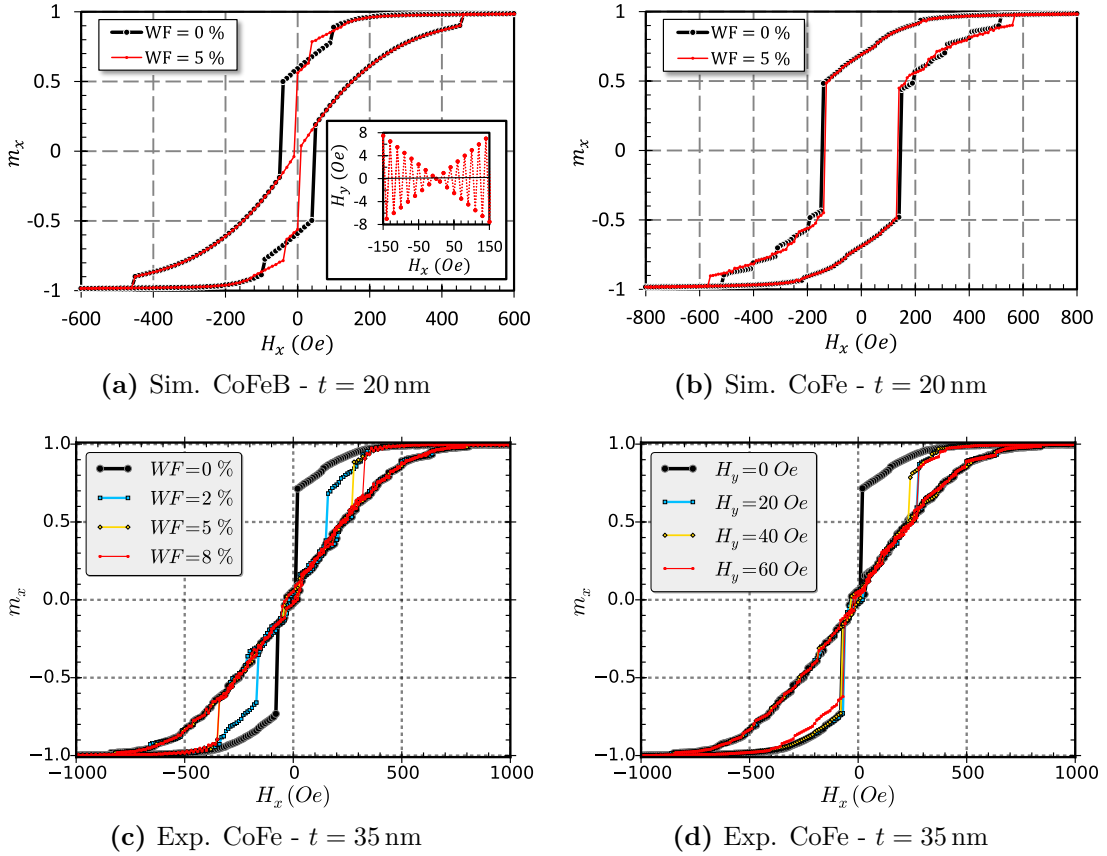 1
0.5
0
-0.5
-1
m_x
WF = 0 %
WF = 5 %
-600 -400 -200 0 200 400 600
H_x (Oe)
8
4
0
-4
-8
H_y (Oe)
-150 -50 50 150
H_x (Oe)
(a) Sim. CoFeB - t = 20 nm
1
0.5
0
-0.5
-1
m_x
WF = 0 %
WF = 5 %
-800 -600 -400 -200 0 200 400 600 800
H_x (Oe)
(b) Sim. CoFe - t = 20 nm
1.0
0.5
0.0
−0.5
−1.0
m_x
WF=0 %
WF=2 %
WF=5 %
WF=8 %
−1000 −500 0 500 1000
H_x (Oe)
(c) Exp. CoFe - t = 35 nm
1.0
0.5
0.0
−0.5
−1.0
m_x
H_y=0 Oe
H_y=20 Oe
H_y=40 Oe
H_y=60 Oe
−1000 −500 0 500 1000
H_x (Oe)
(d) Exp. CoFe - t = 35 nm